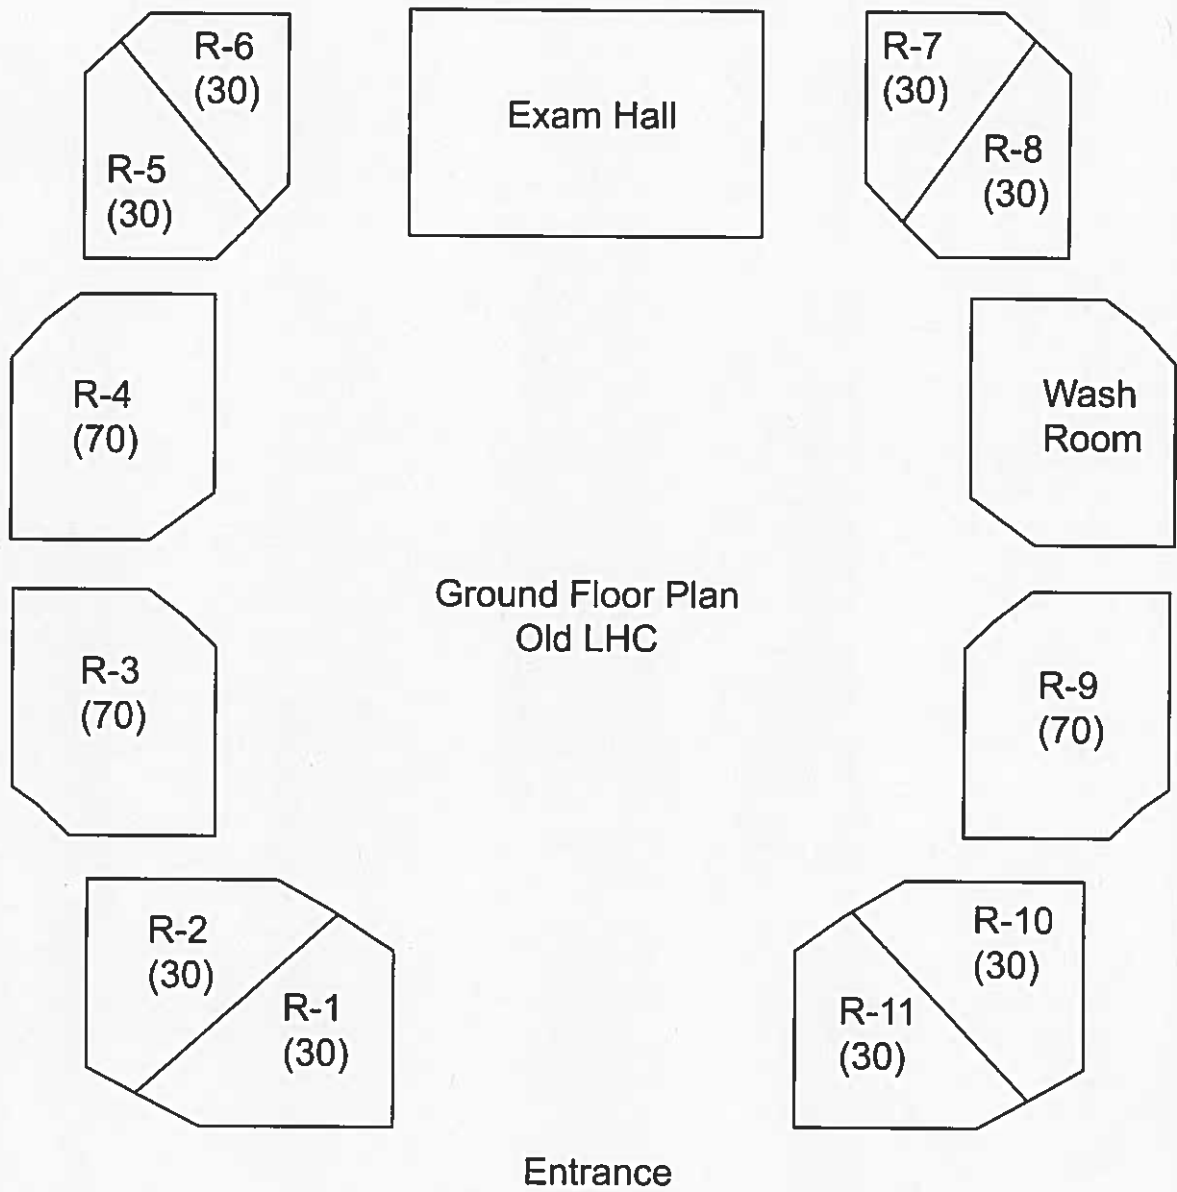 R-6
(30)
Exam Hall
R-7
(30)
R-5
(30)
R-8
(30)
R-4
(70)
Wash
Room
Ground Floor Plan
Old LHC
R-3
(70)
R-9
(70)
R-2
(30)
R-10
(30)
R-1
(30)
R-11
(30)
Entrance